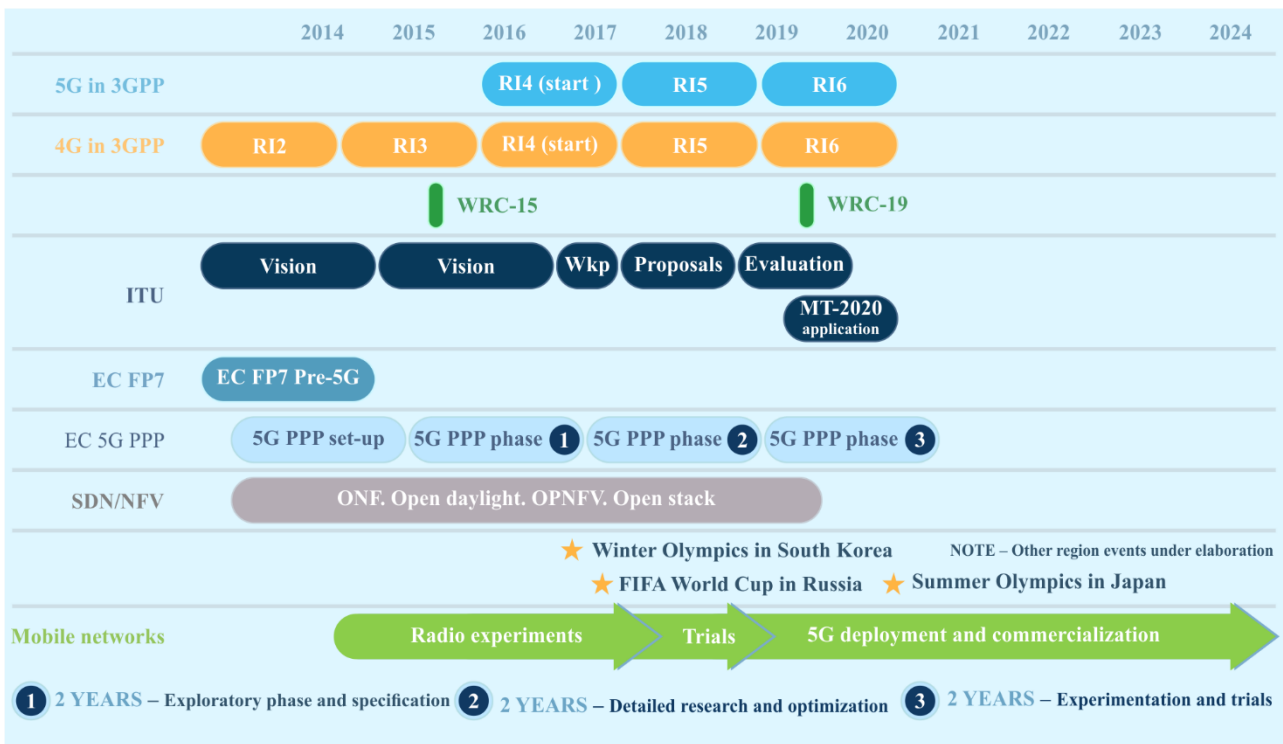 2014 2015 2016 2017 2018 2019 2020 2021 2022 2023 2024
5G in 3GPP RI4 (start ) RI5 RI6
4G in 3GPP RI2 RI3 RI4 (start) RI5 RI6
WRC-15 WRC-19
ITU Vision Vision Wkp Proposals Evaluation
MT-2020
application
EC FP7 EC FP7 Pre-5G
EC 5G PPP 5G PPP set-up 5G PPP phase 1 5G PPP phase 2 5G PPP phase 3
SDN/NFV ONF. Open daylight. OPNFV. Open stack
Winter Olympics in South Korea NOTE – Other region events under elaboration
FIFA World Cup in Russia Summer Olympics in Japan
Mobile networks Radio experiments Trials 5G deployment and commercialization
1 2 YEARS – Exploratory phase and specification 2 2 YEARS – Detailed research and optimization 3 2 YEARS – Experimentation and trials